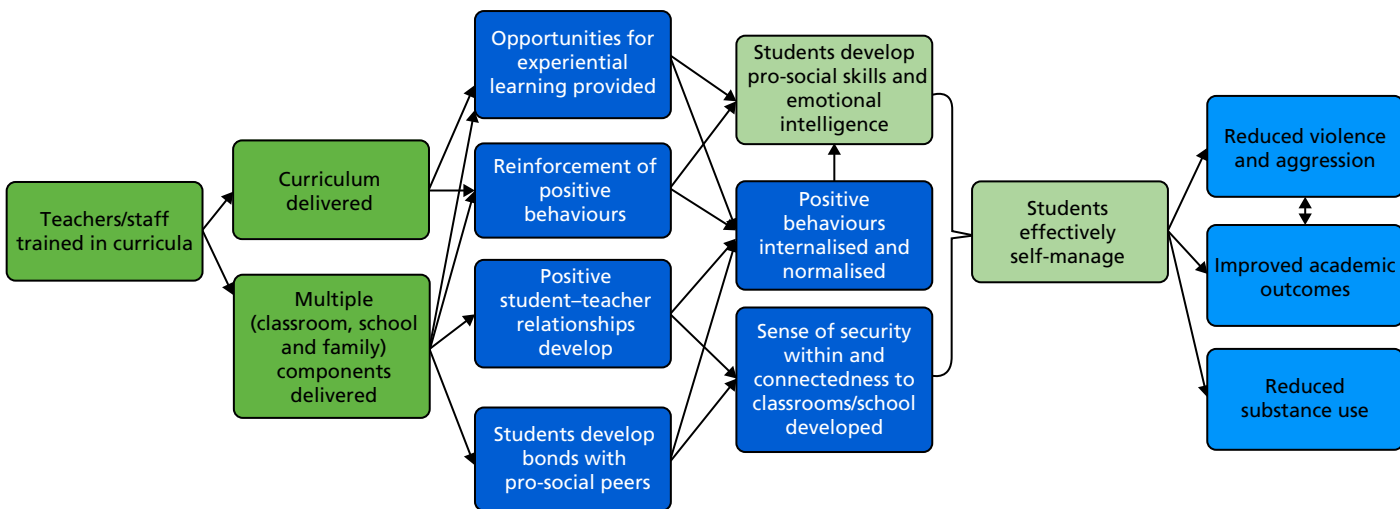 Teachers/staff
trained in curricula
Curriculum
delivered
Multiple
(classroom, school
and family)
components
delivered
Opportunities for
experiential
learning provided
Reinforcement of
positive
behaviours
Positive
student–teacher
relationships
develop
Students develop
bonds with
pro-social peers
Students develop
pro-social skills and
emotional
intelligence
Positive
behaviours
internalised and
normalised
Sense of security
within and
connectedness to
classrooms/school
developed
Students
effectively
self-manage
Reduced violence
and aggression
Improved academic
outcomes
Reduced
substance use